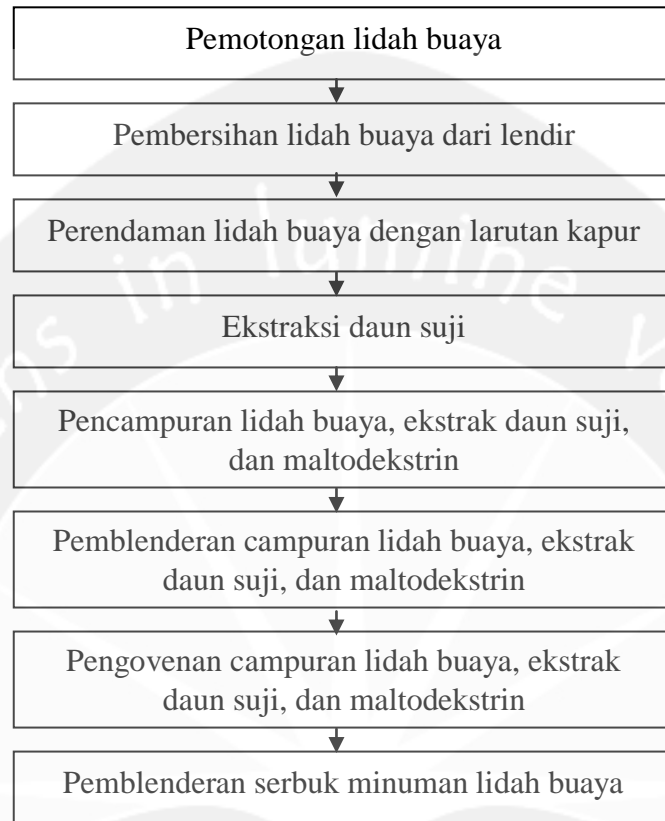 Pemotongan lidah buaya
Pembersihan lidah buaya dari lendir
Perendaman lidah buaya dengan larutan kapur
Ekstraksi daun suji
Pencampuran lidah buaya, ekstrak daun suji,
dan maltodekstrin
Pemblenderan campuran lidah buaya, ekstrak
daun suji, dan maltodekstrin
Pengovenan campuran lidah buaya, ekstrak
daun suji, dan maltodekstrin
Pemblenderan serbuk minuman lidah buaya
in lumine